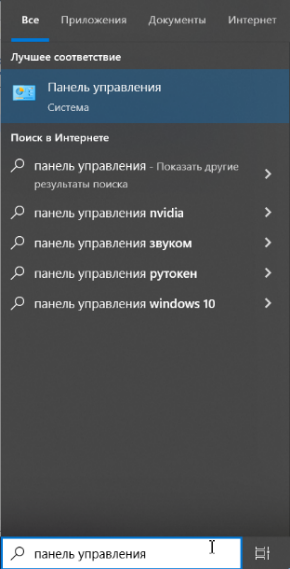 Все Приложения Документы Интернет
Лучшее соответствие
Панель управления
Система
Поиск в Интернете
панель управления - Показать другие
результаты поиска
панель управления nvidia
панель управления звуком
панель управления рутокен
панель управления windows 10
панель управления